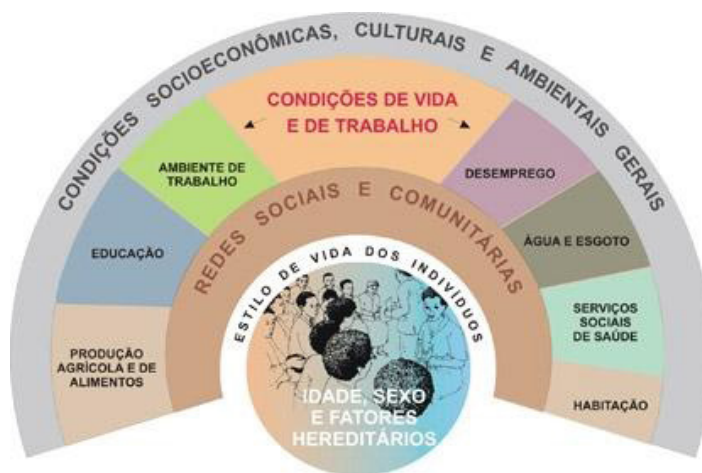 CONDIÇÕES SOCIOECONÔMICAS, CULTURAIS E AMBIENTAIS GERAIS
CONDIÇÕES DE VIDA
E DE TRABALHO
AMBIENTE DE
TRABALHO
DESEMPREGO
EDUCAÇÃO
ÁGUA E ESGOTO
PRODUÇÃO
AGRÍCOLA E DE
ALIMENTOS
SERVIÇOS
SOCIAIS
DE SAÚDE
HABITAÇÃO
REDES SOCIAIS E COMUNITÁRIAS
ESTILO DE VIDA DOS INDIVÍDUOS
IDADE, SEXO
E FATORES
HEREDITÁRIOS